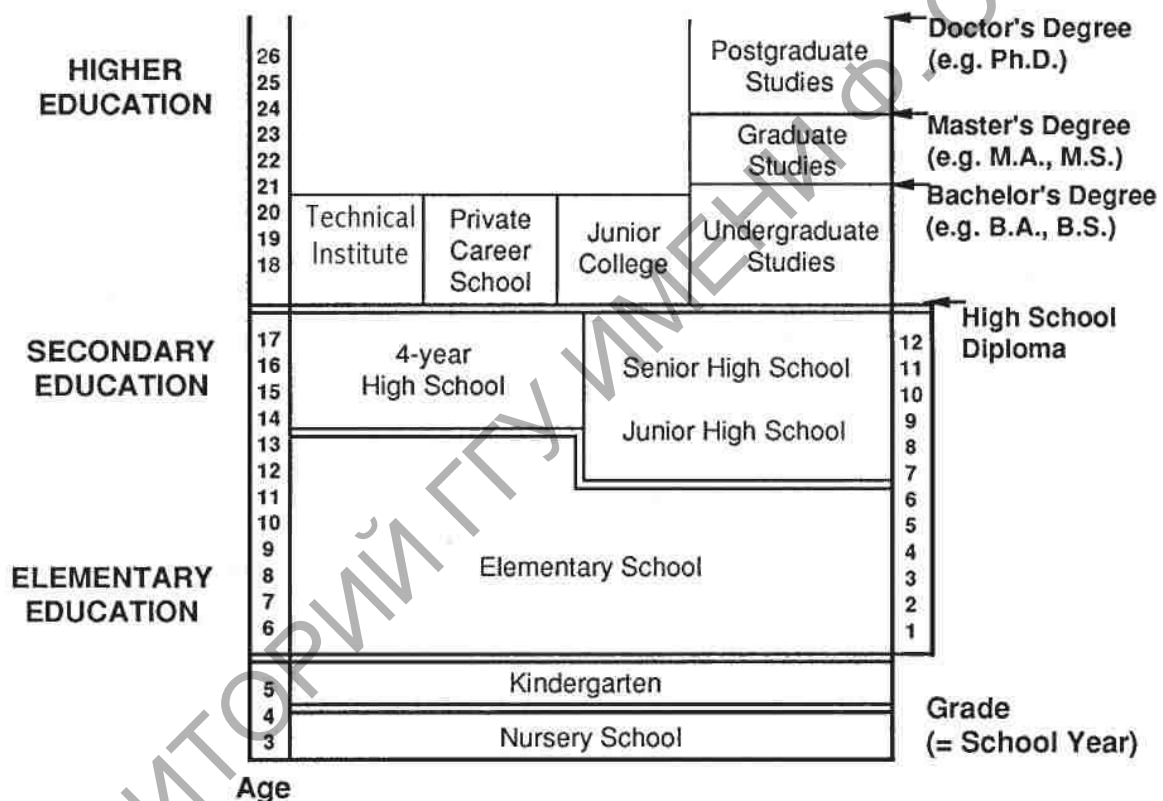 HIGHER
EDUCATION
26
25
24
23
22
21
20
19
18
Postgraduate
Studies
Graduate
Studies
Technical
Institute
Private
Career
School
Junior
College
Undergraduate
Studies
Doctor's Degree
(e.g. Ph.D.)
Master's Degree
(e.g. M.A., M.S.)
Bachelor's Degree
(e.g. B.A., B.S.)
High School
Diploma
SECONDARY
EDUCATION
17
16
15
14
13
12
11
10
9
8
7
6
4-year
High School
Senior High School
Junior High School
12
11
10
9
8
7
6
5
4
3
2
1
ELEMENTARY
EDUCATION
Elementary School
5
4
3
Kindergarten
Nursery School
Grade
(= School Year)
Age
ИТОРИЙ ГГУ ИМЕНИ Ф.